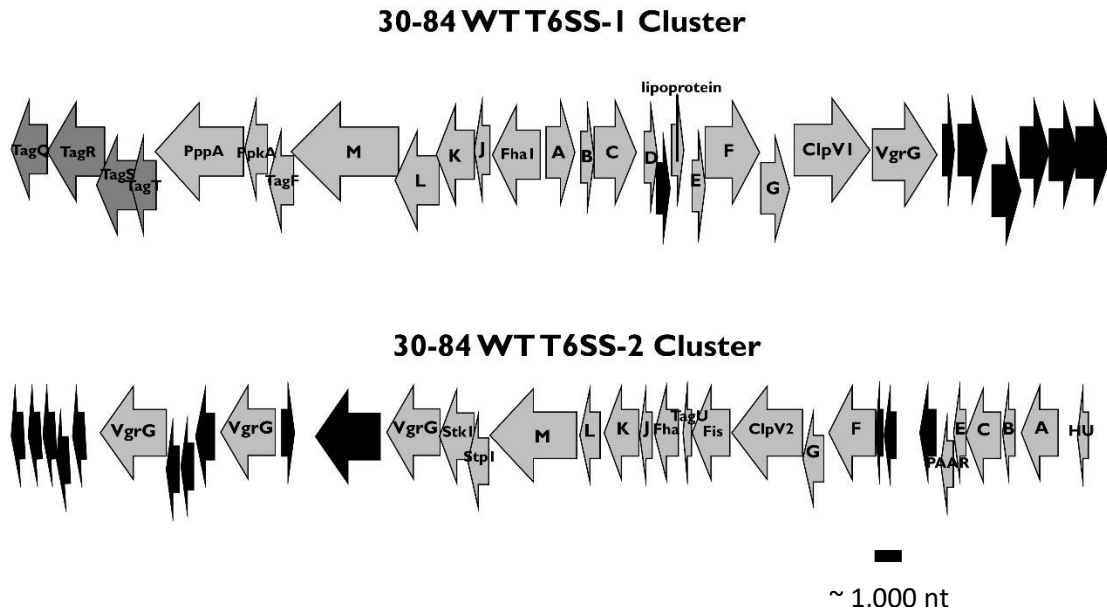 30-84 WT T6SS-1 Cluster
lipoprotein
TagQ TagR TagS TagT PppA PpkA TagF M L K J Fha1 A B C D I E F G ClpV1 VgrG
30-84 WT T6SS-2 Cluster
VgrG VgrG VgrG Stk1 Stp1 M L K J Fha TagU Fis ClpV2 G F PAAR E C B A HU
~ 1,000 nt